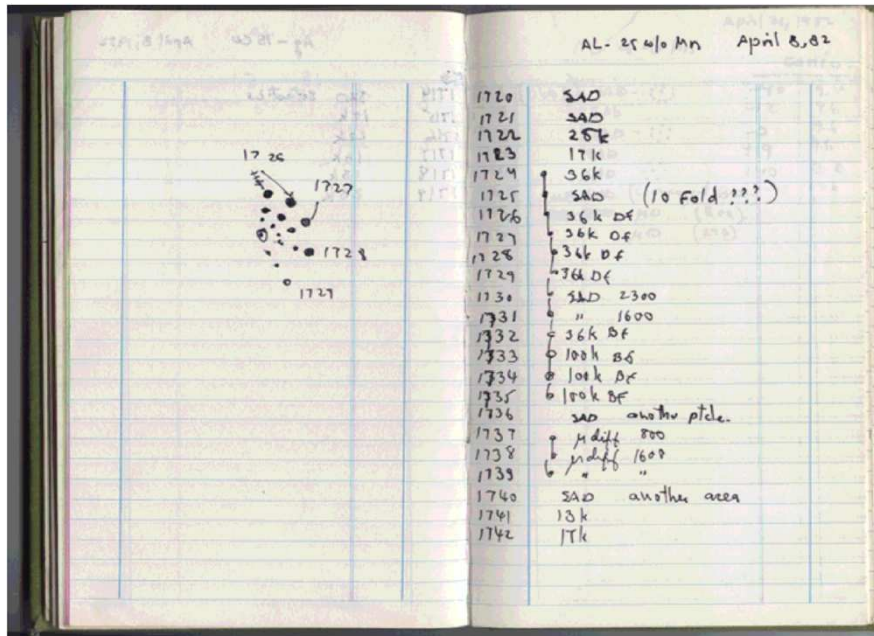 1726
1727
1728
1729
AL-25 w/o Mn April 8, 82
1720 SAD
1721 SAD
1722 25k
1723 17k
1724 36k
1725 SAD (10 Fold ???)
1726 36k Df
1727 36k Df
1728 36k Df
1729 36k Df
1730 SAD 2300
1731 " 1600
1732 36k Bf
1733 100k Bf
1734 100k Bf
1735 100k BF
1736 SAD another ptcle.
1737 μdiff 800
1738 μdiff 1600
1739 " "
1740 SAD another area
1741 13k
1742 17k